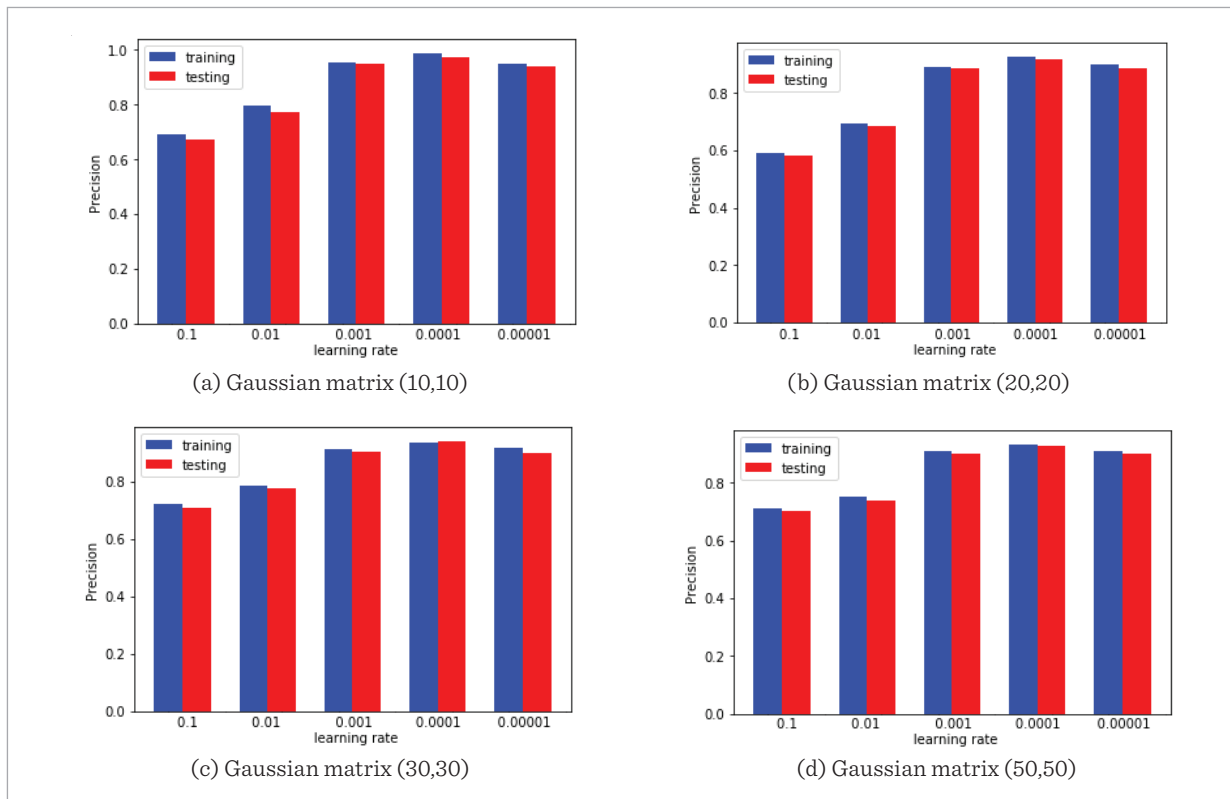 1.0
0.8
0.6
0.4
0.2
0.0
Precision
training
testing
0.1 0.01 0.001 0.0001 0.00001
learning rate
(a) Gaussian matrix (10,10)
0.8
0.6
0.4
0.2
0.0
Precision
training
testing
0.1 0.01 0.001 0.0001 0.00001
learning rate
(b) Gaussian matrix (20,20)
0.8
0.6
0.4
0.2
0.0
Precision
training
testing
0.1 0.01 0.001 0.0001 0.00001
learning rate
(c) Gaussian matrix (30,30)
0.8
0.6
0.4
0.2
0.0
Precision
training
testing
0.1 0.01 0.001 0.0001 0.00001
learning rate
(d) Gaussian matrix (50,50)